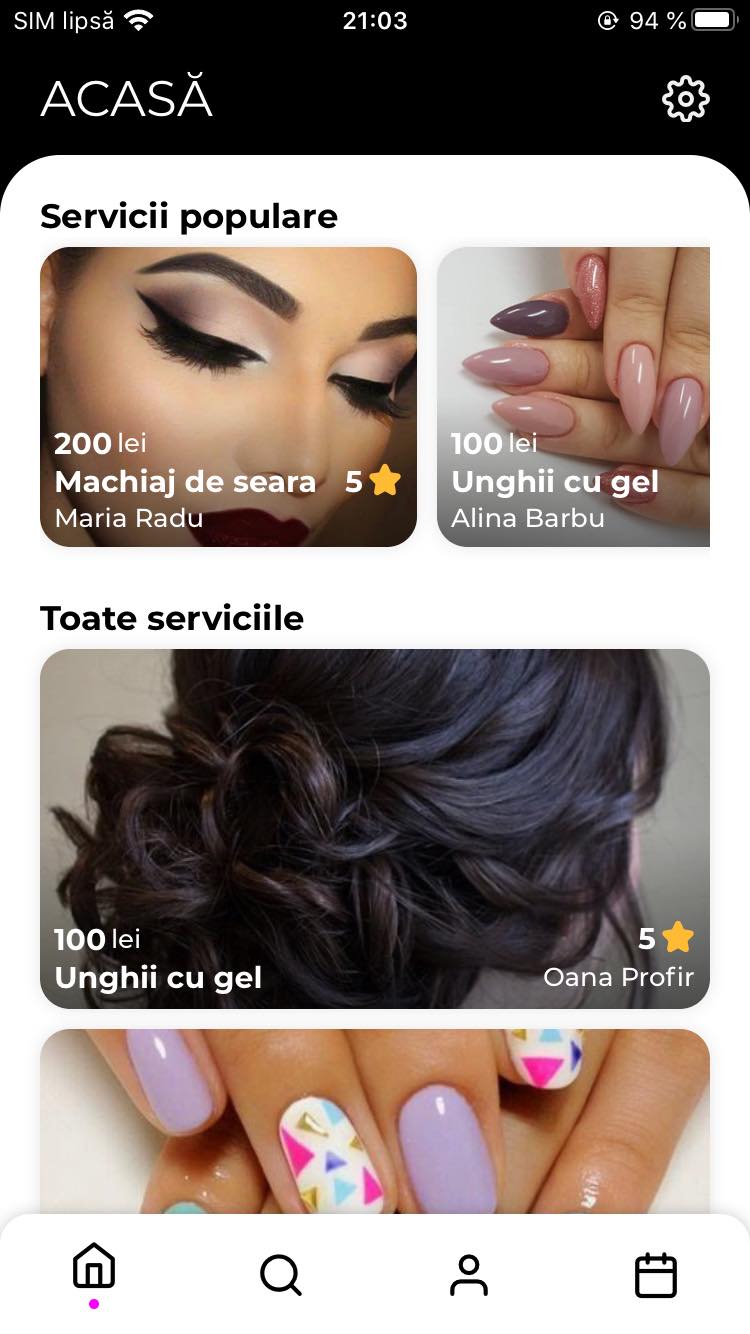 SIM lipsă 21:03 94 %
ACASĂ
Servicii populare
200 lei
Machiaj de seara 5
Maria Radu
100 lei
Unghii cu gel
Alina Barbu
Toate serviciile
100 lei 5
Unghii cu gel Oana Profir